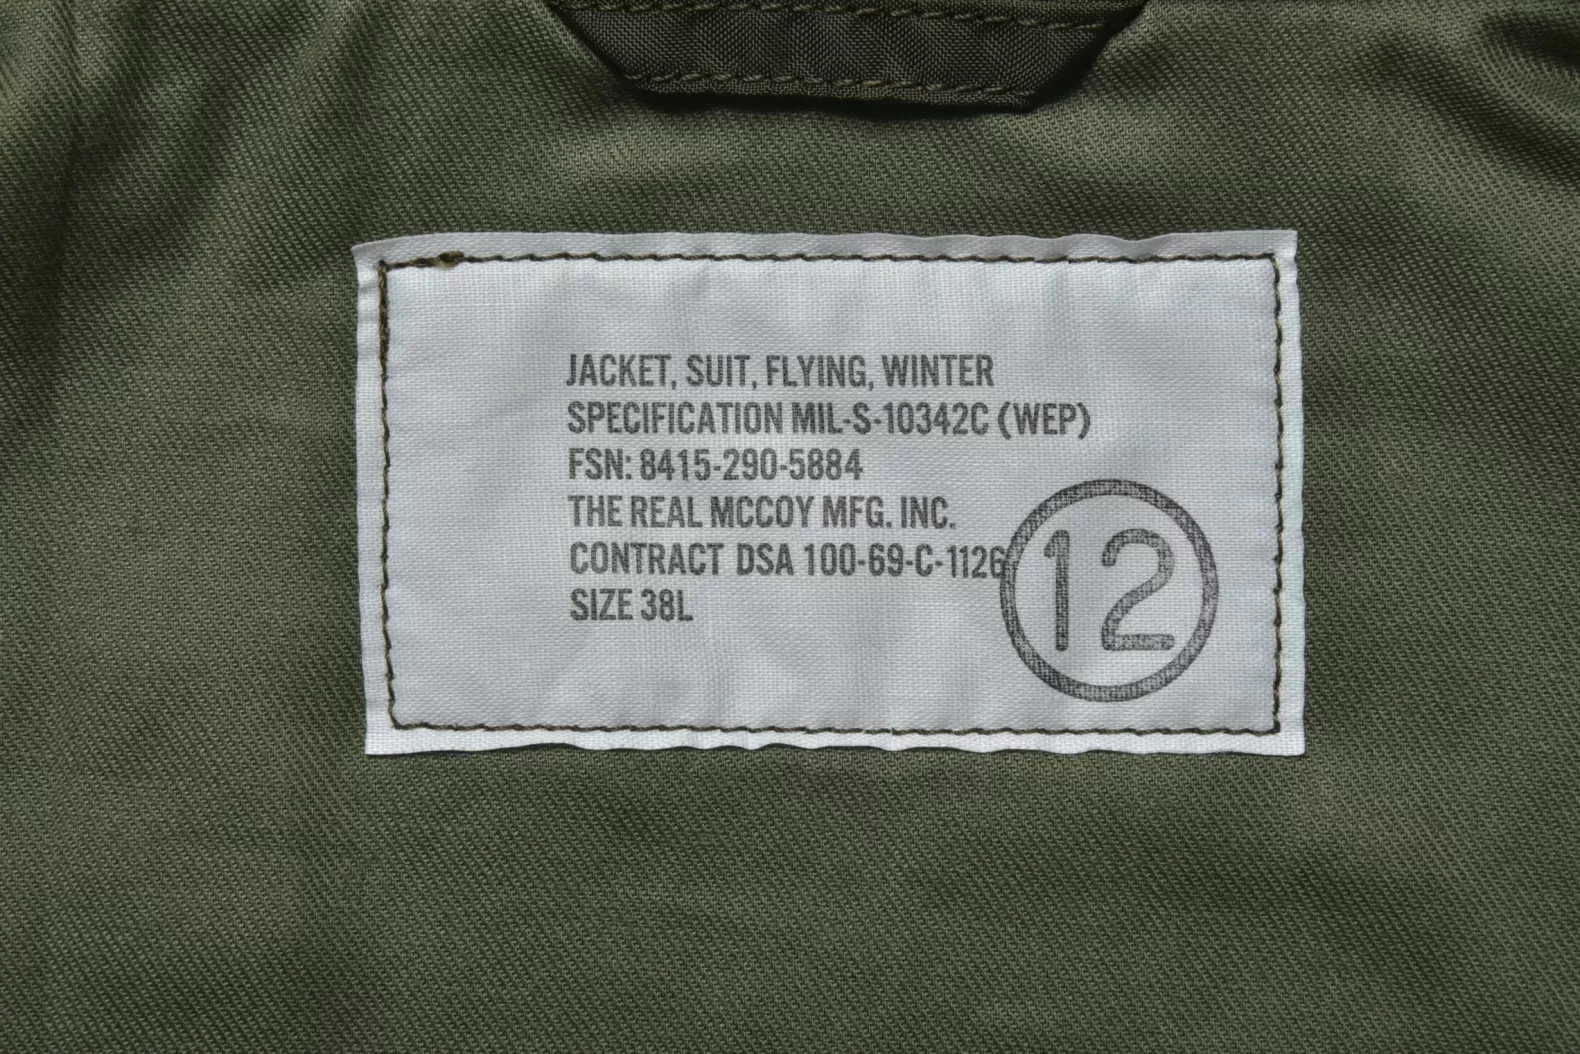 JACKET, SUIT, FLYING, WINTER
SPECIFICATION MIL-S-10342C (WEP)
FSN: 8415-290-5884
THE REAL MCCOY MFG. INC.
CONTRACT DSA 100-69-C-1126
SIZE 38L
12